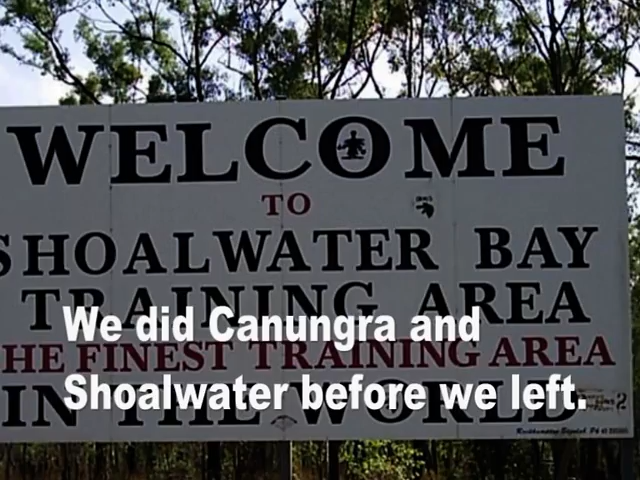 WELCOME
TO
SHOALWATER BAY
TRAINING AREA
We did Canungra and
HE FINEST TRAINING AREA
Shoalwater before we left.
IN THE WORLD